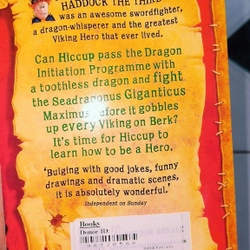 HADDOCK THE THIRD
was an awesome swordfighter,
a dragon-whisperer and the greatest
Viking Hero that ever lived.
Can Hiccup pass the Dragon
Initiation Programme with
a toothless dragon and fight
the Seadragonus Giganticus
Maximus before it gobbles
up every Viking on Berk?
It's time for Hiccup to
learn how to be a Hero.
'Bulging with good jokes, funny
drawings and dramatic scenes,
it is absolutely wonderful.'
Independent on Sunday
Books
Donor ID: